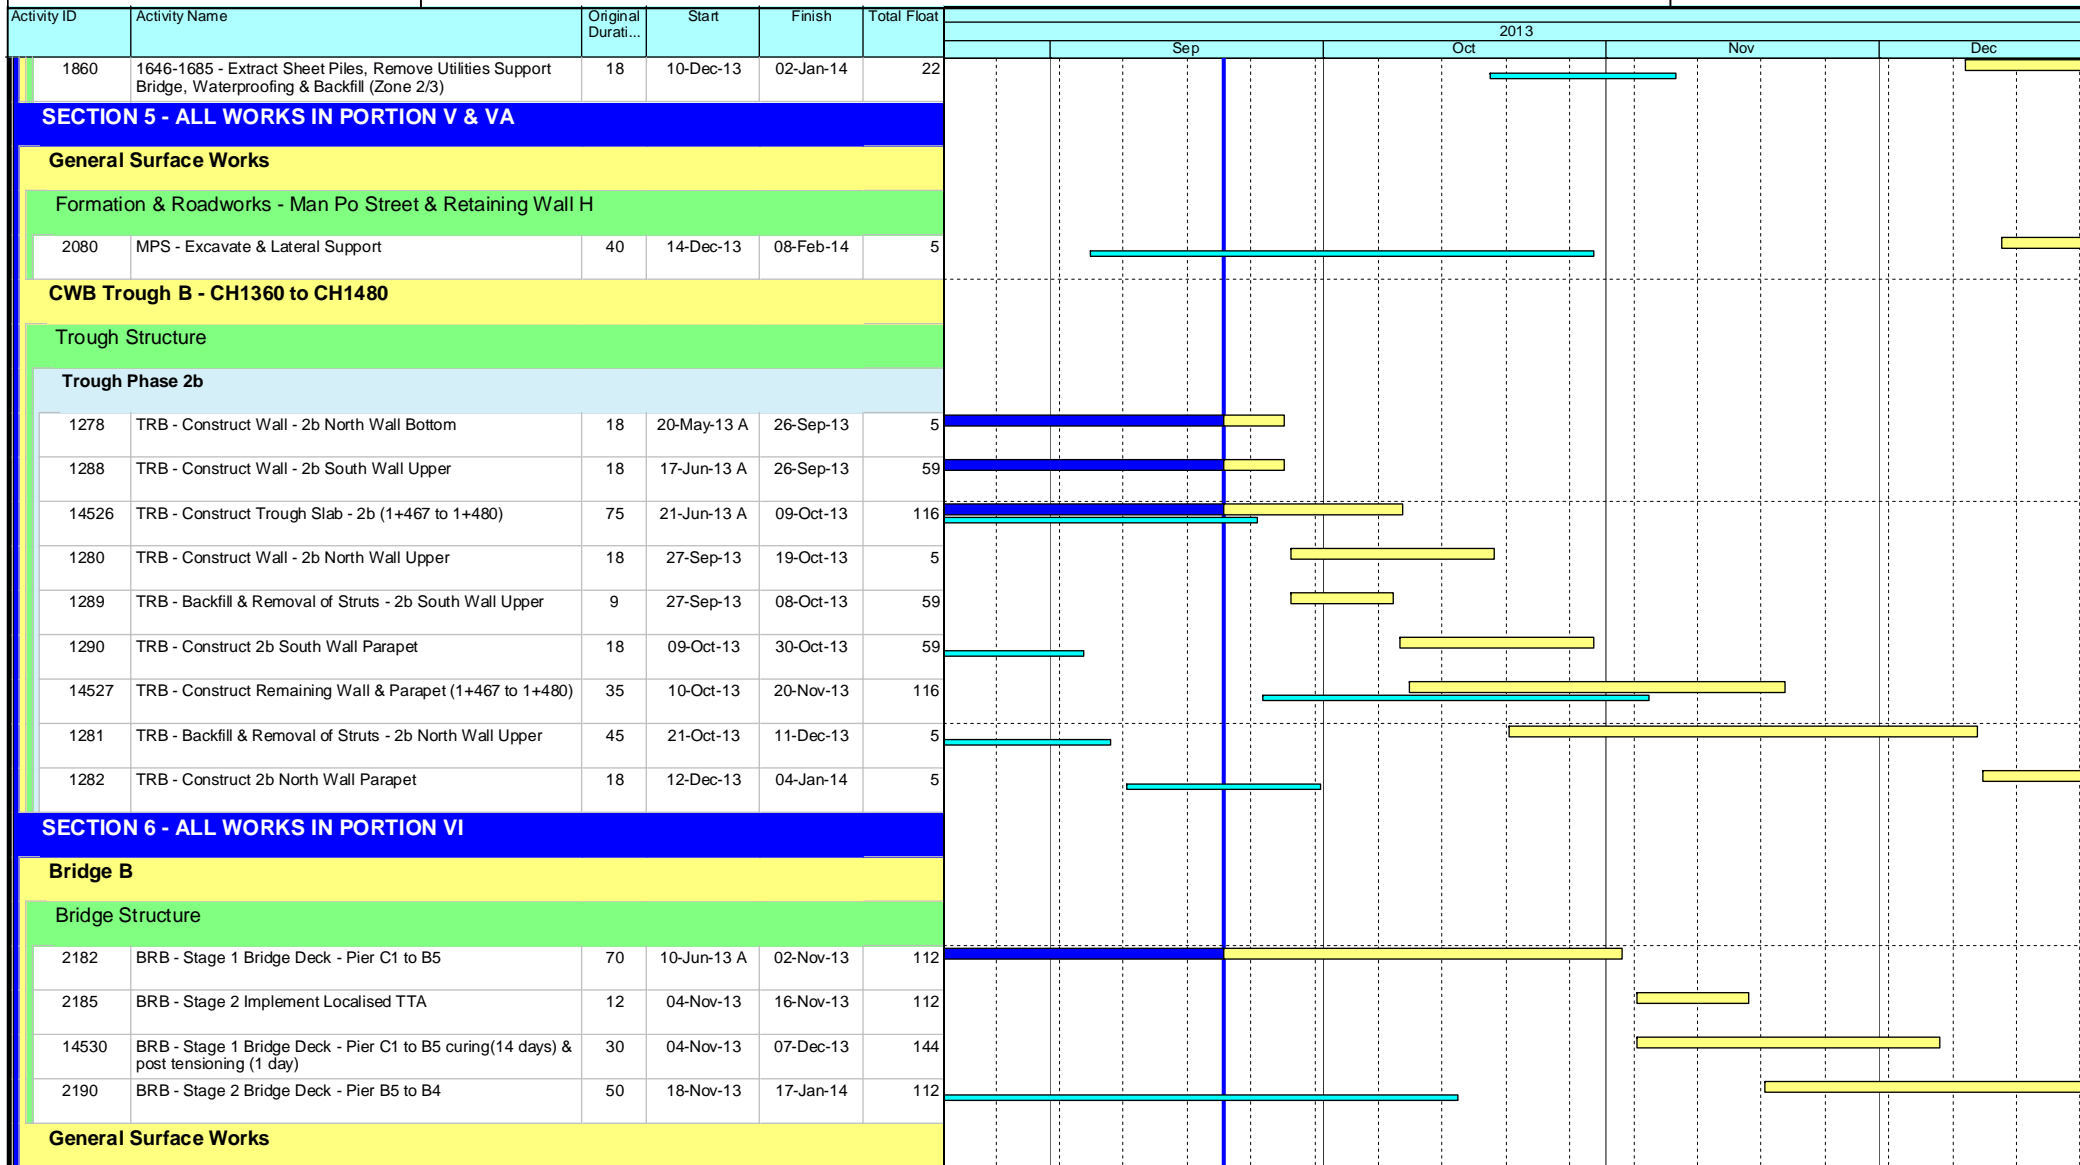 Activity ID Activity Name Original Durati... Start Finish Total Float
2013
Sep Oct Nov Dec
1860 1646-1685 - Extract Sheet Piles, Remove Utilities Support Bridge, Waterproofing & Backfill (Zone 2/3) 18 10-Dec-13 02-Jan-14 22
SECTION 5 - ALL WORKS IN PORTION V & VA
General Surface Works
Formation & Roadworks - Man Po Street & Retaining Wall H
2080 MPS - Excavate & Lateral Support 40 14-Dec-13 08-Feb-14 5
CWB Trough B - CH1360 to CH1480
Trough Structure
Trough Phase 2b
1278 TRB - Construct Wall - 2b North Wall Bottom 18 20-May-13 A 26-Sep-13 5
1288 TRB - Construct Wall - 2b South Wall Upper 18 17-Jun-13 A 26-Sep-13 59
14526 TRB - Construct Trough Slab - 2b (1+467 to 1+480) 75 21-Jun-13 A 09-Oct-13 116
1280 TRB - Construct Wall - 2b North Wall Upper 18 27-Sep-13 19-Oct-13 5
1289 TRB - Backfill & Removal of Struts - 2b South Wall Upper 9 27-Sep-13 08-Oct-13 59
1290 TRB - Construct 2b South Wall Parapet 18 09-Oct-13 30-Oct-13 59
14527 TRB - Construct Remaining Wall & Parapet (1+467 to 1+480) 35 10-Oct-13 20-Nov-13 116
1281 TRB - Backfill & Removal of Struts - 2b North Wall Upper 45 21-Oct-13 11-Dec-13 5
1282 TRB - Construct 2b North Wall Parapet 18 12-Dec-13 04-Jan-14 5
SECTION 6 - ALL WORKS IN PORTION VI
Bridge B
Bridge Structure
2182 BRB - Stage 1 Bridge Deck - Pier C1 to B5 70 10-Jun-13 A 02-Nov-13 112
2185 BRB - Stage 2 Implement Localised TTA 12 04-Nov-13 16-Nov-13 112
14530 BRB - Stage 1 Bridge Deck - Pier C1 to B5 curing(14 days) & post tensioning (1 day) 30 04-Nov-13 07-Dec-13 144
2190 BRB - Stage 2 Bridge Deck - Pier B5 to B4 50 18-Nov-13 17-Jan-14 112
General Surface Works